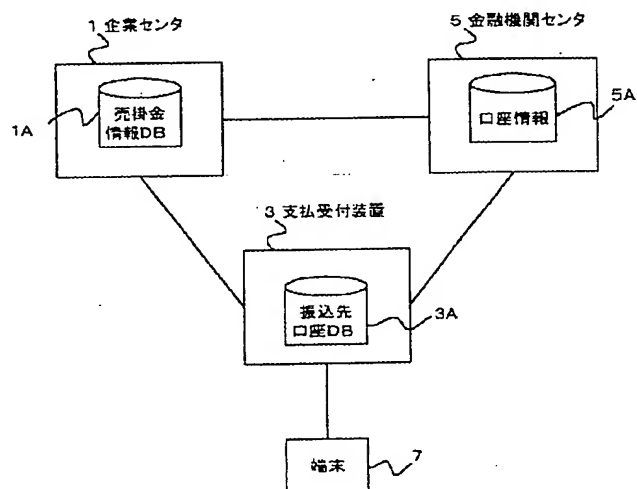 1 企業センタ
売掛金
情報DB
1A
5 金融機関センタ
口座情報
5A
3 支払受付装置
振込先
口座DB
3A
端末
7